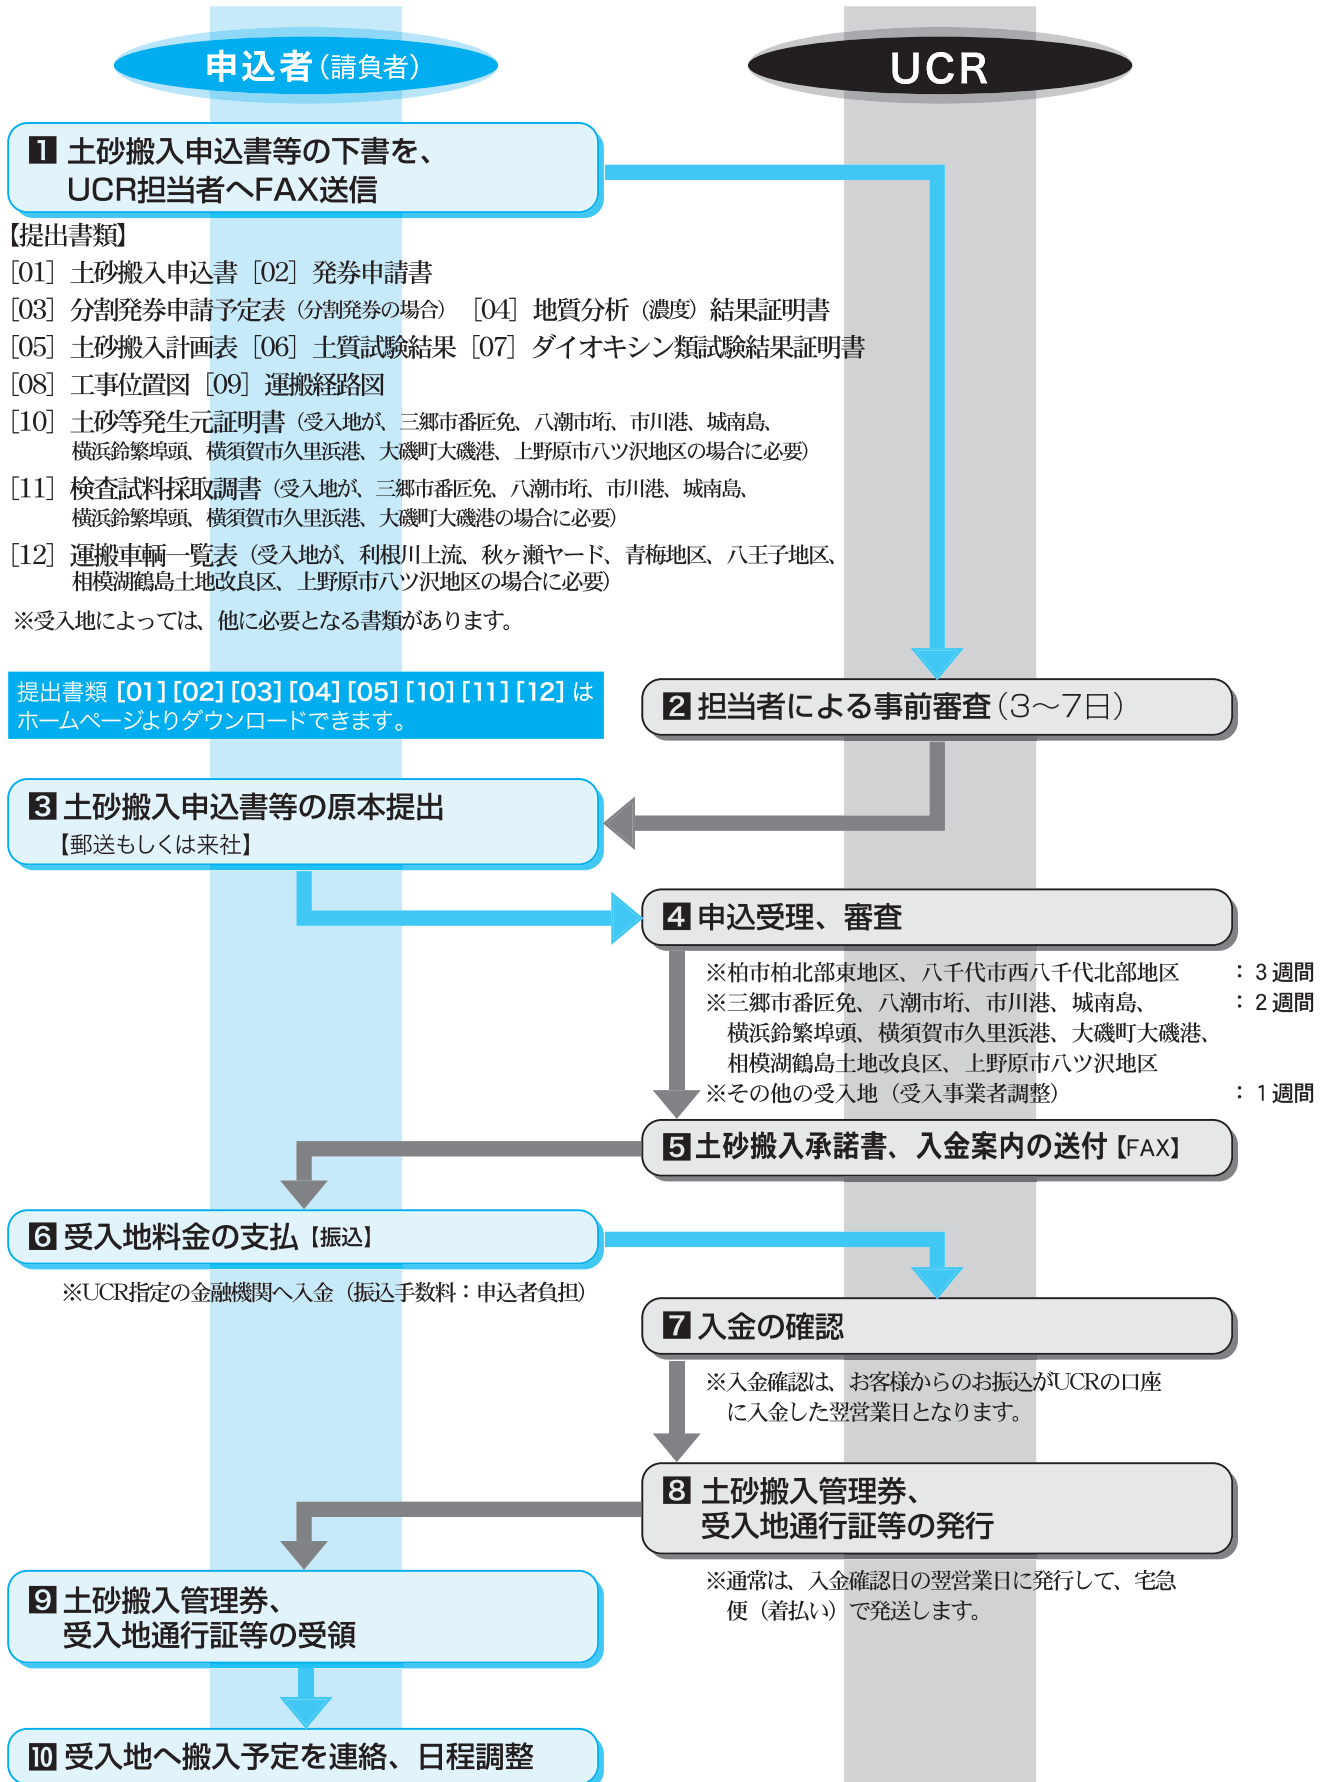 申込者（請負者）
UCR
1 土砂搬入申込書等の下書を、
UCR担当者へFAX送信
【提出書類】
［01］土砂搬入申込書［02］発券申請書
［03］分割発券申請予定表（分割発券の場合）［04］地質分析（濃度）結果証明書
［05］土砂搬入計画表［06］土質試験結果［07］ダイオキシン類試験結果証明書
［08］工事位置図［09］運搬経路図
［10］土砂等発生元証明書（受入地が、三郷市番匠免、八潮市垳、市川港、城南島、
横浜鈴繁埠頭、横須賀市久里浜港、大磯町大磯港、上野原市八ツ沢地区の場合に必要）
［11］検査試料採取調書（受入地が、三郷市番匠免、八潮市垳、市川港、城南島、
横浜鈴繁埠頭、横須賀市久里浜港、大磯町大磯港の場合に必要）
［12］運搬車輌一覧表（受入地が、利根川上流、秋ヶ瀬ヤード、青梅地区、八王子地区、
相模湖鶴島土地改良区、上野原市八ツ沢地区の場合に必要）
※受入地によっては、他に必要となる書類があります。
提出書類［01］［02］［03］［04］［05］［10］［11］［12］は
ホームページよりダウンロードできます。
2 担当者による事前審査（3〜7日）
3 土砂搬入申込書等の原本提出
【郵送もしくは来社】
4 申込受理、審査
※柏市柏北部東地区、八千代市西八千代北部地区 ：3週間
※三郷市番匠免、八潮市垳、市川港、城南島、 ：2週間
横浜鈴繁埠頭、横須賀市久里浜港、大磯町大磯港、
相模湖鶴島土地改良区、上野原市八ツ沢地区
※その他の受入地（受入事業者調整） ：1週間
5 土砂搬入承諾書、入金案内の送付【FAX】
6 受入地料金の支払【振込】
※UCR指定の金融機関へ入金（振込手数料：申込者負担）
7 入金の確認
※入金確認は、お客様からのお振込がUCRの口座
に入金した翌営業日となります。
8 土砂搬入管理券、
受入地通行証等の発行
※通常は、入金確認日の翌営業日に発行して、宅急
便（着払い）で発送します。
9 土砂搬入管理券、
受入地通行証等の受領
10 受入地へ搬入予定を連絡、日程調整